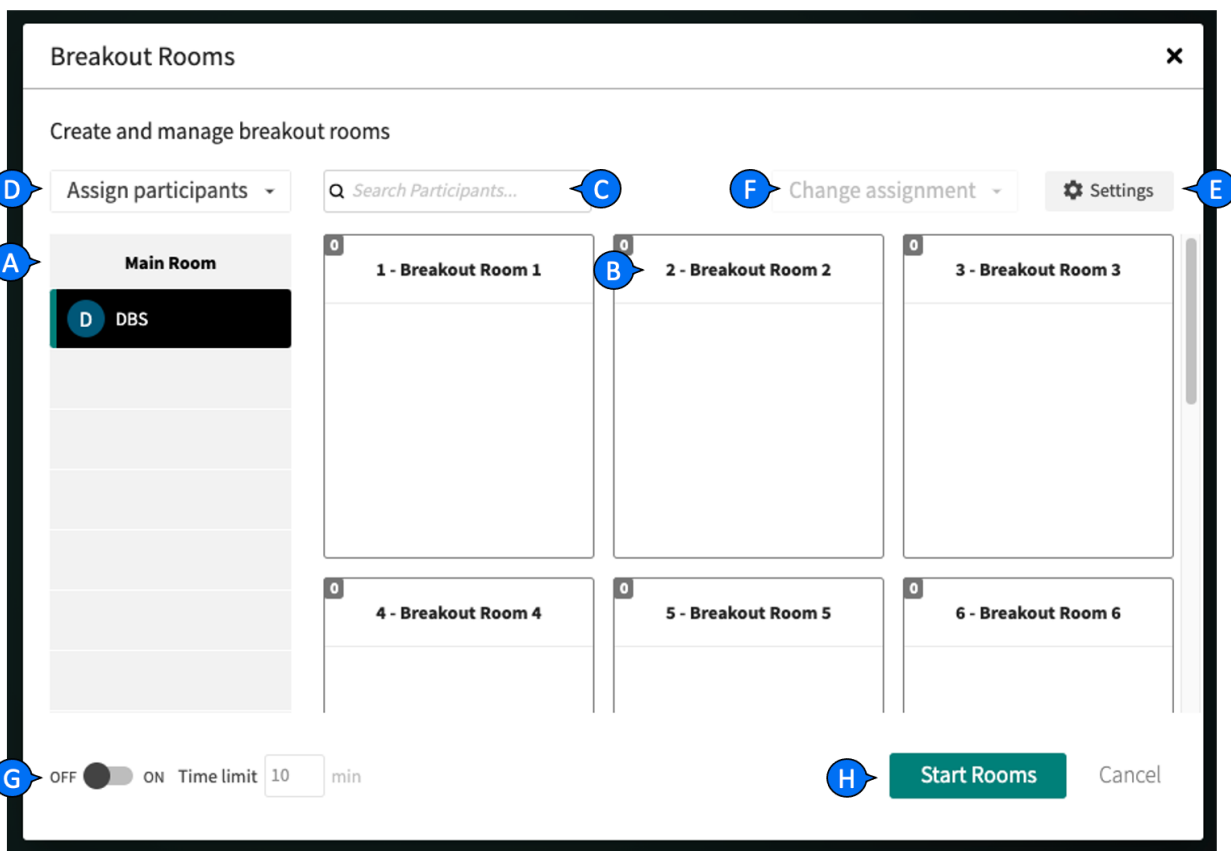 Breakout Rooms
Create and manage breakout rooms
D Assign participants Search Participants... C F Change assignment Settings E
A Main Room
D DBS
0 1 - Breakout Room 1
0 B 2 - Breakout Room 2
0 3 - Breakout Room 3
0 4 - Breakout Room 4
0 5 - Breakout Room 5
0 6 - Breakout Room 6
G OFF ON Time limit 10 min H Start Rooms Cancel